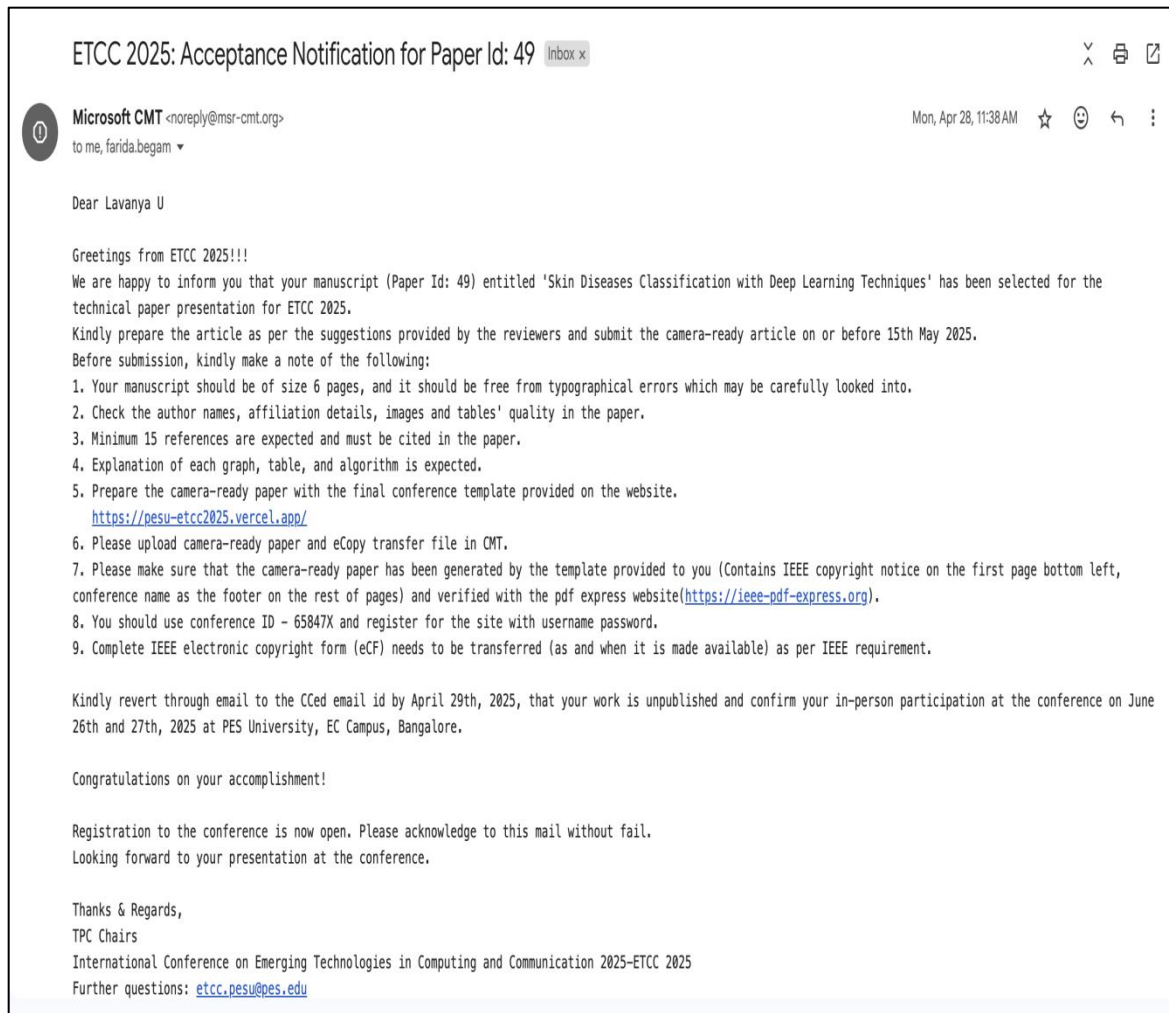 ETCC 2025: Acceptance Notification for Paper Id: 49 Inbox x
Microsoft CMT <noreply@msr-cmt.org>
Mon, Apr 28, 11:38 AM
to me, farida.begam
Dear Lavanya U
Greetings from ETCC 2025!!!
We are happy to inform you that your manuscript (Paper Id: 49) entitled 'Skin Diseases Classification with Deep Learning Techniques' has been selected for the
technical paper presentation for ETCC 2025.
Kindly prepare the article as per the suggestions provided by the reviewers and submit the camera-ready article on or before 15th May 2025.
Before submission, kindly make a note of the following:
1. Your manuscript should be of size 6 pages, and it should be free from typographical errors which may be carefully looked into.
2. Check the author names, affiliation details, images and tables' quality in the paper.
3. Minimum 15 references are expected and must be cited in the paper.
4. Explanation of each graph, table, and algorithm is expected.
5. Prepare the camera-ready paper with the final conference template provided on the website.
https://pesu-etcc2025.vercel.app/
6. Please upload camera-ready paper and eCopy transfer file in CMT.
7. Please make sure that the camera-ready paper has been generated by the template provided to you (Contains IEEE copyright notice on the first page bottom left,
conference name as the footer on the rest of pages) and verified with the pdf express website(https://ieee-pdf-express.org).
8. You should use conference ID – 65847X and register for the site with username password.
9. Complete IEEE electronic copyright form (eCF) needs to be transferred (as and when it is made available) as per IEEE requirement.
Kindly revert through email to the CCed email id by April 29th, 2025, that your work is unpublished and confirm your in-person participation at the conference on June
26th and 27th, 2025 at PES University, EC Campus, Bangalore.
Congratulations on your accomplishment!
Registration to the conference is now open. Please acknowledge to this mail without fail.
Looking forward to your presentation at the conference.
Thanks & Regards,
TPC Chairs
International Conference on Emerging Technologies in Computing and Communication 2025-ETCC 2025
Further questions: etcc.pesu@pes.edu